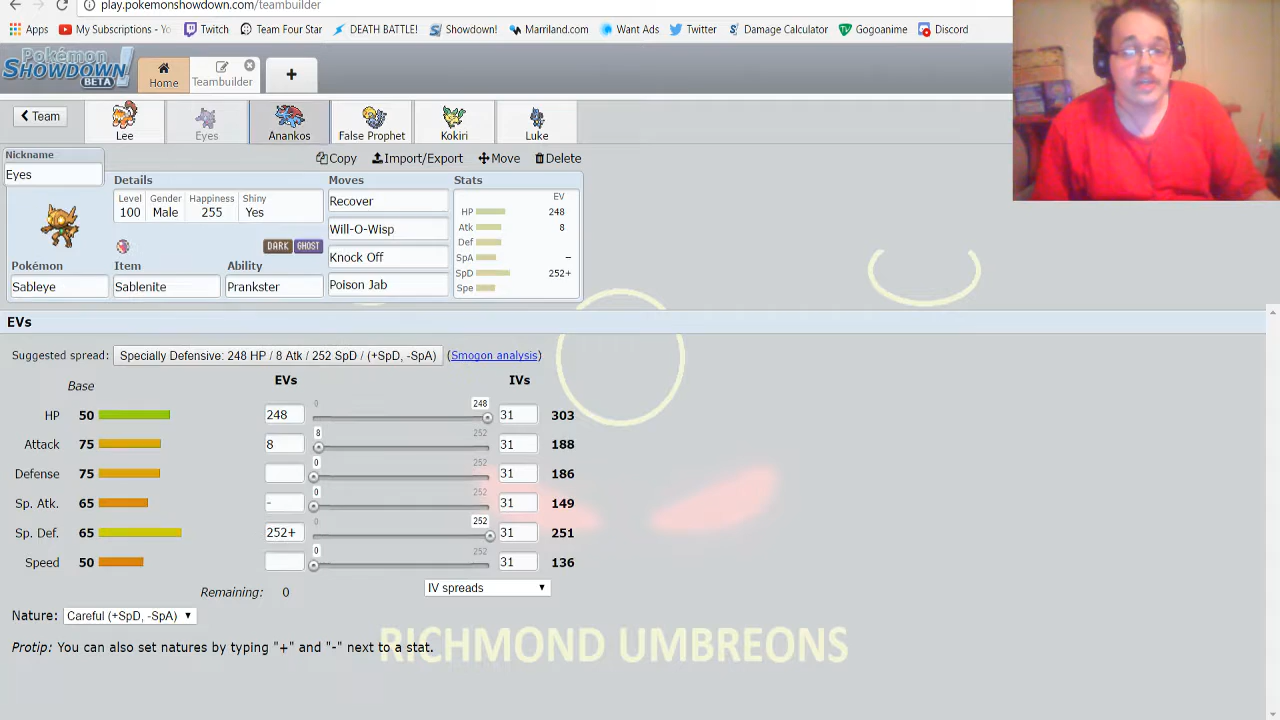 play.pokemonshowdown.com/teambuilder
Apps My Subscriptions - Yo Twitch Team Four Star DEATH BATTLE! Showdown! Marriland.com Want Ads Twitter Damage Calculator Gogoanime Discord
Pokémon
SHOWDOWN!
BETA
Home Teambuilder +
Team Lee Eyes Anankos False Prophet Kokiri Luke
Nickname
Eyes
Copy Import/Export Move Delete
Details Moves Stats
Level Gender Happiness Shiny
100 Male 255 Yes
DARK GHOST
Pokémon Item Ability
Sableye Sablenite Prankster
Recover
Will-O-Wisp
Knock Off
Poison Jab
EV
HP 248
Atk 8
Def
SpA –
SpD 252+
Spe
EVs
Suggested spread: Specially Defensive: 248 HP / 8 Atk / 252 SpD / (+SpD, -SpA) (Smogon analysis)
Base EVs IVs
0 248
HP 50 248 31 303
8 252
Attack 75 8 31 188
0 252
Defense 75 31 186
0 252
Sp. Atk. 65 - 31 149
0 252
Sp. Def. 65 252+ 31 251
0 252
Speed 50 31 136
Remaining: 0 IV spreads
Nature: Careful (+SpD, -SpA)
Protip: You can also set natures by typing "+" and "-" next to a stat.
RICHMOND UMBREONS